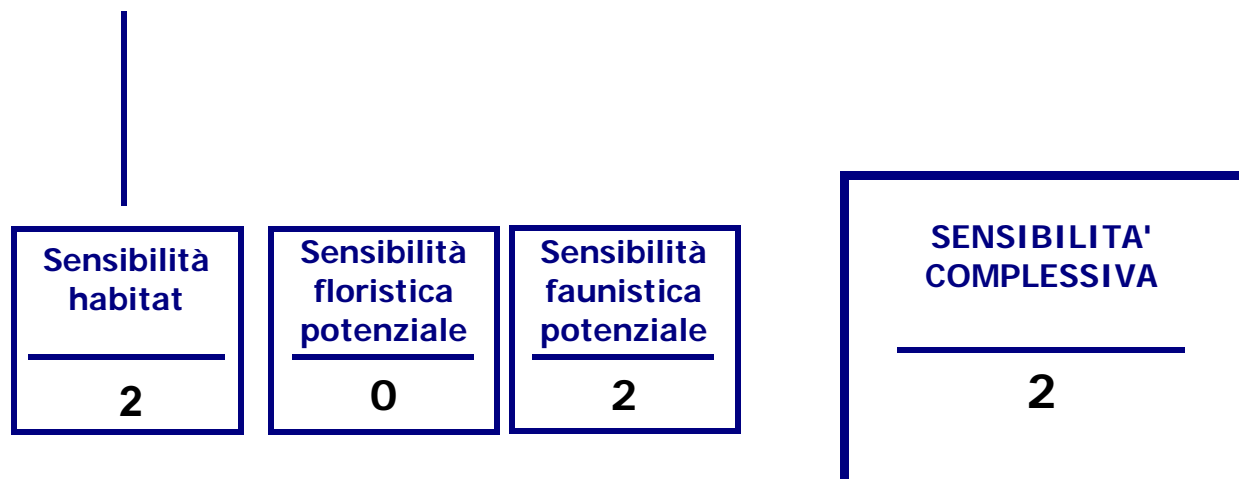 Sensibilità
habitat
2
Sensibilità
floristica
potenziale
0
Sensibilità
faunistica
potenziale
2
SENSIBILITA'
COMPLESSIVA
2